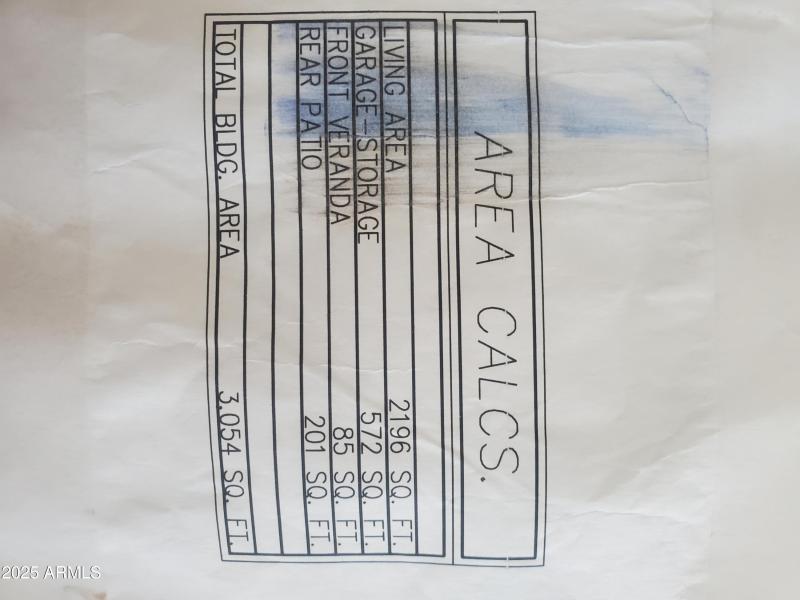 AREA CALCS.
LIVING AREA 2196 SQ. FT.
GARAGE-STORAGE 572 SQ. FT.
FRONT VERANDA 85 SQ. FT.
REAR PATIO 201 SQ. FT.
TOTAL BLDG. AREA 3,054 SQ. FT.
2025 ARMLS